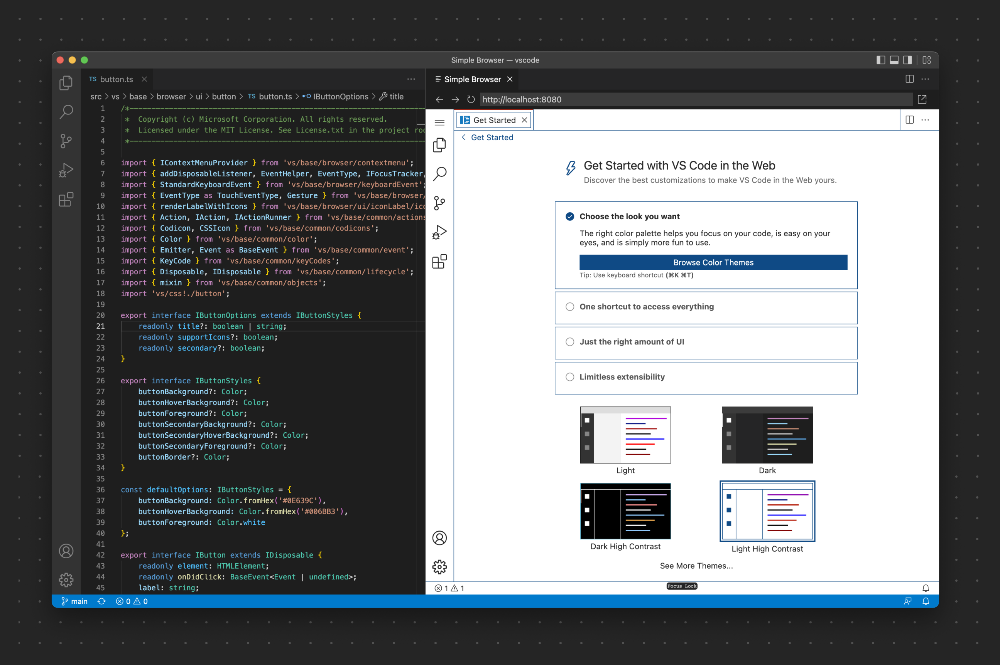 Simple Browser — vscode
TS button.ts
src > vs > base > browser > ui > button > TS button.ts > IButtonOptions > title
1 /*---------------------------------------------------------------------
2 * Copyright (c) Microsoft Corporation. All rights reserved.
3 * Licensed under the MIT License. See License.txt in the project roo
4 *--------------------------------------------------------------------
5
6 import { IContextMenuProvider } from 'vs/base/browser/contextmenu';
7 import { addDisposableListener, EventHelper, EventType, IFocusTracker,
8 import { StandardKeyboardEvent } from 'vs/base/browser/keyboardEvent';
9 import { EventType as TouchEventType, Gesture } from 'vs/base/browser/
10 import { renderLabelWithIcons } from 'vs/base/browser/ui/iconLabel/ico
11 import { Action, IAction, IActionRunner } from 'vs/base/common/actions
12 import { Codicon, CSSIcon } from 'vs/base/common/codicons';
13 import { Color } from 'vs/base/common/color';
14 import { Emitter, Event as BaseEvent } from 'vs/base/common/event';
15 import { KeyCode } from 'vs/base/common/keyCodes';
16 import { Disposable, IDisposable } from 'vs/base/common/lifecycle';
17 import { mixin } from 'vs/base/common/objects';
18 import 'vs/css!./button';
19
20 export interface IButtonOptions extends IButtonStyles {
21 readonly title?: boolean | string;
22 readonly supportIcons?: boolean;
23 readonly secondary?: boolean;
24 }
25
26 export interface IButtonStyles {
27 buttonBackground?: Color;
28 buttonHoverBackground?: Color;
29 buttonForeground?: Color;
30 buttonSecondaryBackground?: Color;
31 buttonSecondaryHoverBackground?: Color;
32 buttonSecondaryForeground?: Color;
33 buttonBorder?: Color;
34 }
35
36 const defaultOptions: IButtonStyles = {
37 buttonBackground: Color.fromHex('#0E639C'),
38 buttonHoverBackground: Color.fromHex('#006BB3'),
39 buttonForeground: Color.white
40 };
41
42 export interface IButton extends IDisposable {
43 readonly element: HTMLElement;
44 readonly onDidClick: BaseEvent<Event | undefined>;
45 label: string;
Simple Browser
http://localhost:8080
Get Started
Get Started
Get Started with VS Code in the Web
Discover the best customizations to make VS Code in the Web yours.
Choose the look you want
The right color palette helps you focus on your code, is easy on your
eyes, and is simply more fun to use.
Browse Color Themes
Tip: Use keyboard shortcut (⌘K ⌘T)
One shortcut to access everything
Just the right amount of UI
Limitless extensibility
Light
Dark
Dark High Contrast
Light High Contrast
See More Themes...
1 1
Focus Lock
main 0 0